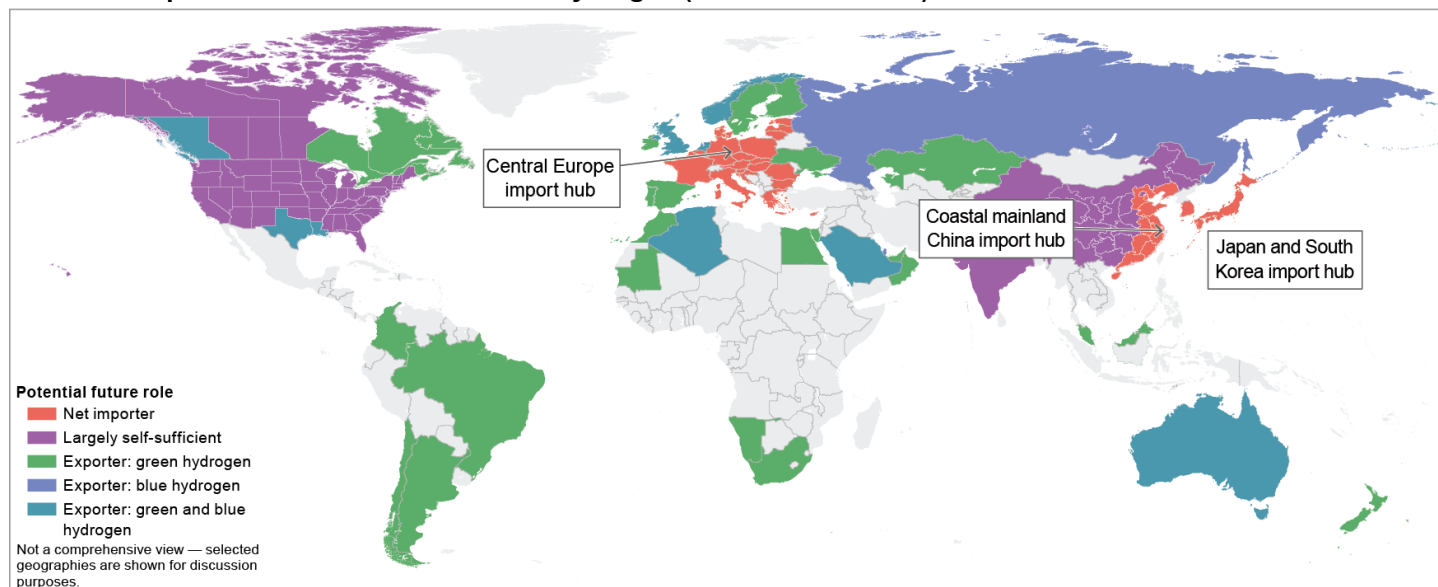 Central Europe
import hub
Coastal mainland
China import hub
Japan and South
Korea import hub
Potential future role
Net importer
Largely self-sufficient
Exporter: green hydrogen
Exporter: blue hydrogen
Exporter: green and blue
hydrogen
Not a comprehensive view — selected
geographies are shown for discussion
purposes.